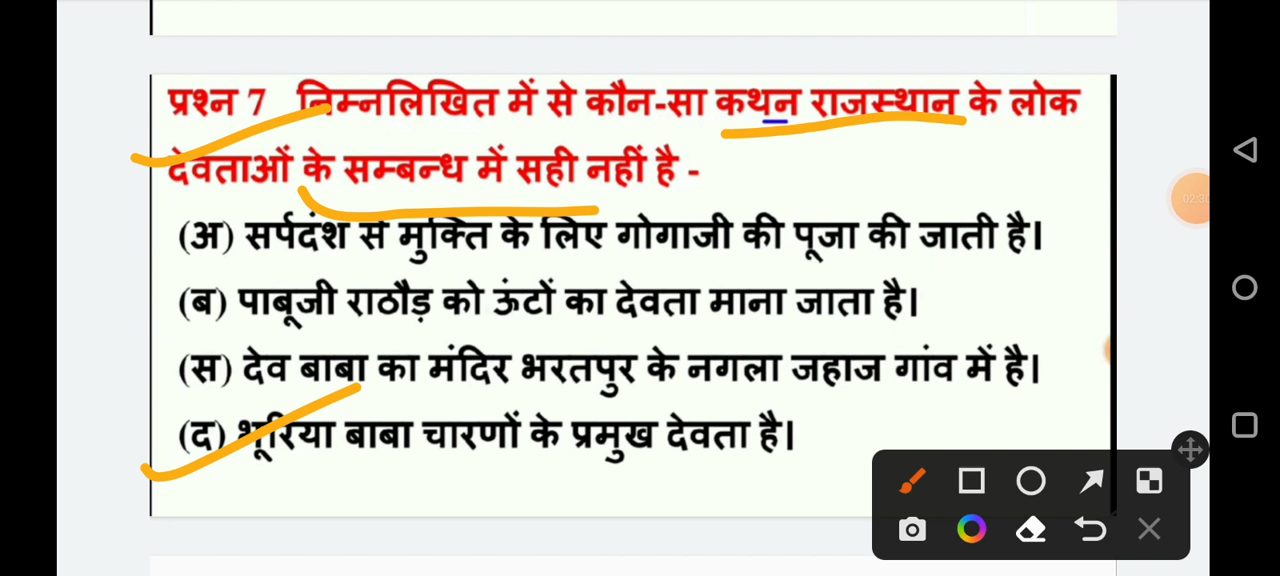 प्रश्न 7 निम्नलिखित में से कौन-सा कथन राजस्थान के लोक
देवताओं के सम्बन्ध में सही नहीं है -
(अ) सर्पदंश से मुक्ति के लिए गोगाजी की पूजा की जाती है।
(ब) पाबूजी राठौड़ को ऊंटों का देवता माना जाता है।
(स) देव बाबा का मंदिर भरतपुर के नगला जहाज गांव में है।
(द) भूरिया बाबा चारणों के प्रमुख देवता है।